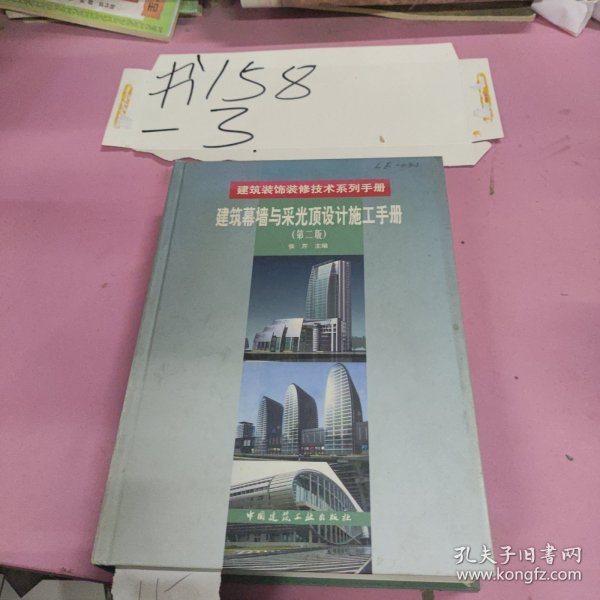 书158
-3.
建筑装饰装修技术系列手册
建筑幕墙与采光顶设计施工手册
(第二版)
张芹 主编
中国建筑工业出版社
孔夫子旧书网
www.kongfz.com